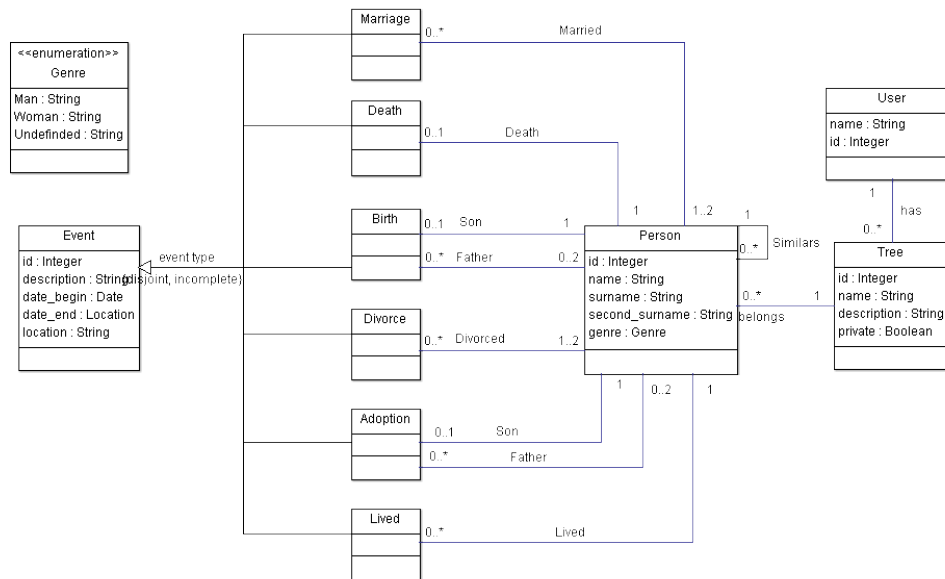 Marriage
0..*
Married
<<enumeration>>
Genre
Man : String
Woman : String
Undefinded : String
Death
0..1
Death
User
name : String
id : Integer
1
has
0..*
Birth
0..1
Son
1
0..*
Father
0..2
1
1..2
1
0..*
Similars
Event
id : Integer
description : String
date_begin : Date
date_end : Location
location : String
event type
(disjoint, incomplete)
Person
id : Integer
name : String
surname : String
second_surname : String
genre : Genre
0..*
1
belongs
Tree
id : Integer
name : String
description : String
private : Boolean
Divorce
0..*
Divorced
1..2
1
0..2
1
Adoption
0..1
Son
0..*
Father
Lived
0..*
Lived